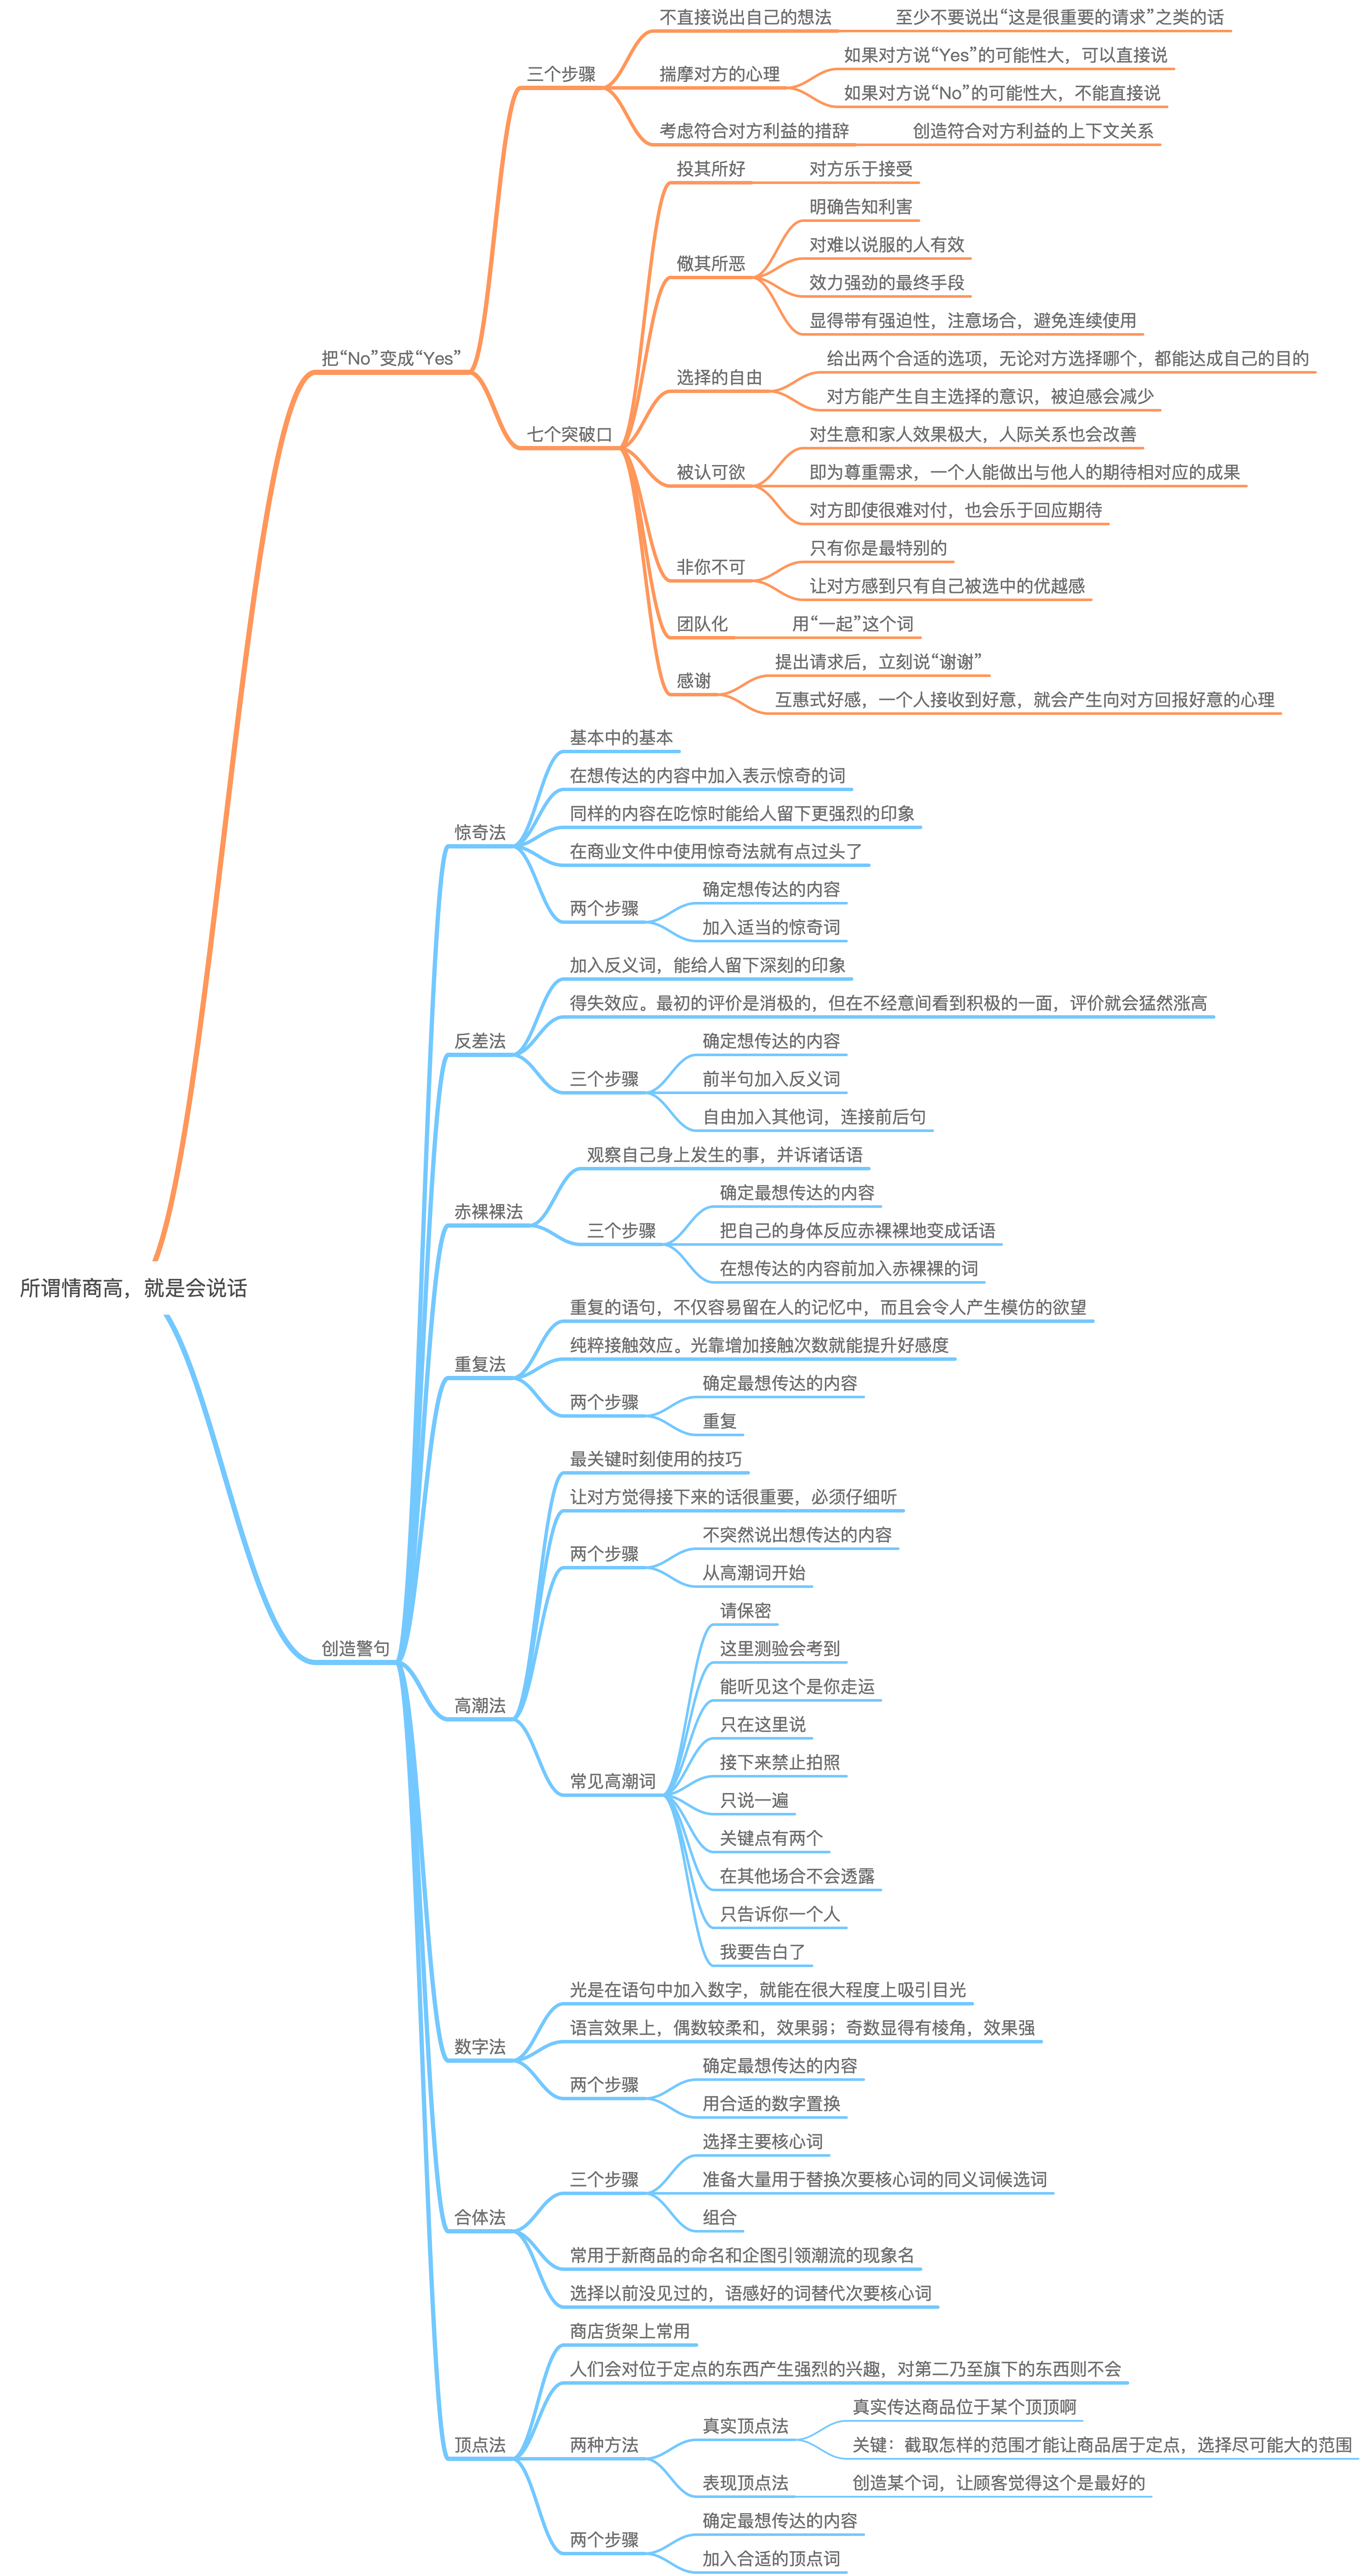 所谓情商高，就是会说话
把“No”变成“Yes”
三个步骤
不直接说出自己的想法
至少不要说出“这是很重要的请求”之类的话
揣摩对方的心理
如果对方说“Yes”的可能性大，可以直接说
如果对方说“No”的可能性大，不能直接说
考虑符合对方利益的措辞
创造符合对方利益的上下文关系
七个突破口
投其所好
对方乐于接受
儆其所恶
明确告知利害
对难以说服的人有效
效力强劲的最终手段
显得带有强迫性，注意场合，避免连续使用
选择的自由
给出两个合适的选项，无论对方选择哪个，都能达成自己的目的
对方能产生自主选择的意识，被迫感会减少
被认可欲
对生意和家人效果极大，人际关系也会改善
即为尊重需求，一个人能做出与他人的期待相对应的成果
对方即使很难对付，也会乐于回应期待
非你不可
只有你是最特别的
让对方感到只有自己被选中的优越感
团队化
用“一起”这个词
感谢
提出请求后，立刻说“谢谢”
互惠式好感，一个人接收到好意，就会产生向对方回报好意的心理
创造警句
惊奇法
基本中的基本
在想传达的内容中加入表示惊奇的词
同样的内容在吃惊时能给人留下更强烈的印象
在商业文件中使用惊奇法就有点过头了
两个步骤
确定想传达的内容
加入适当的惊奇词
反差法
加入反义词，能给人留下深刻的印象
得失效应。最初的评价是消极的，但在不经意间看到积极的一面，评价就会猛然涨高
三个步骤
确定想传达的内容
前半句加入反义词
自由加入其他词，连接前后句
赤裸裸法
观察自己身上发生的事，并诉诸话语
三个步骤
确定最想传达的内容
把自己的身体反应赤裸裸地变成话语
在想传达的内容前加入赤裸裸的词
重复法
重复的语句，不仅容易留在人的记忆中，而且会令人产生模仿的欲望
纯粹接触效应。光靠增加接触次数就能提升好感度
两个步骤
确定最想传达的内容
重复
高潮法
最关键时刻使用的技巧
让对方觉得接下来的话很重要，必须仔细听
两个步骤
不突然说出想传达的内容
从高潮词开始
常见高潮词
请保密
这里测验会考到
能听见这个是你走运
只在这里说
接下来禁止拍照
只说一遍
关键点有两个
在其他场合不会透露
只告诉你一个人
我要告白了
数字法
光是在语句中加入数字，就能在很大程度上吸引目光
语言效果上，偶数较柔和，效果弱；奇数显得有棱角，效果强
两个步骤
确定最想传达的内容
用合适的数字置换
合体法
三个步骤
选择主要核心词
准备大量用于替换次要核心词的同义词候选词
组合
常用于新商品的命名和企图引领潮流的现象名
选择以前没见过的，语感好的词替代次要核心词
顶点法
商店货架上常用
人们会对位于定点的东西产生强烈的兴趣，对第二乃至旗下的东西则不会
两种方法
真实顶点法
真实传达商品位于某个顶顶啊
关键：截取怎样的范围才能让商品居于定点，选择尽可能大的范围
表现顶点法
创造某个词，让顾客觉得这个是最好的
两个步骤
确定最想传达的内容
加入合适的顶点词